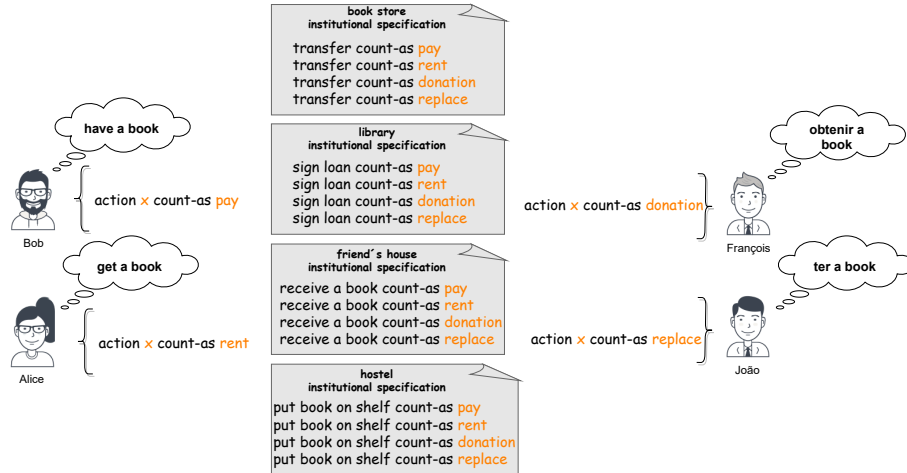 book store
institutional specification
transfer count-as pay
transfer count-as rent
transfer count-as donation
transfer count-as replace
have a book
action x count-as pay
Bob
library
institutional specification
sign loan count-as pay
sign loan count-as rent
sign loan count-as donation
sign loan count-as replace
obtenir a
book
action x count-as donation
François
get a book
action x count-as rent
Alice
friend´s house
institutional specification
receive a book count-as pay
receive a book count-as rent
receive a book count-as donation
receive a book count-as replace
ter a book
action x count-as replace
João
hostel
institutional specification
put book on shelf count-as pay
put book on shelf count-as rent
put book on shelf count-as donation
put book on shelf count-as replace